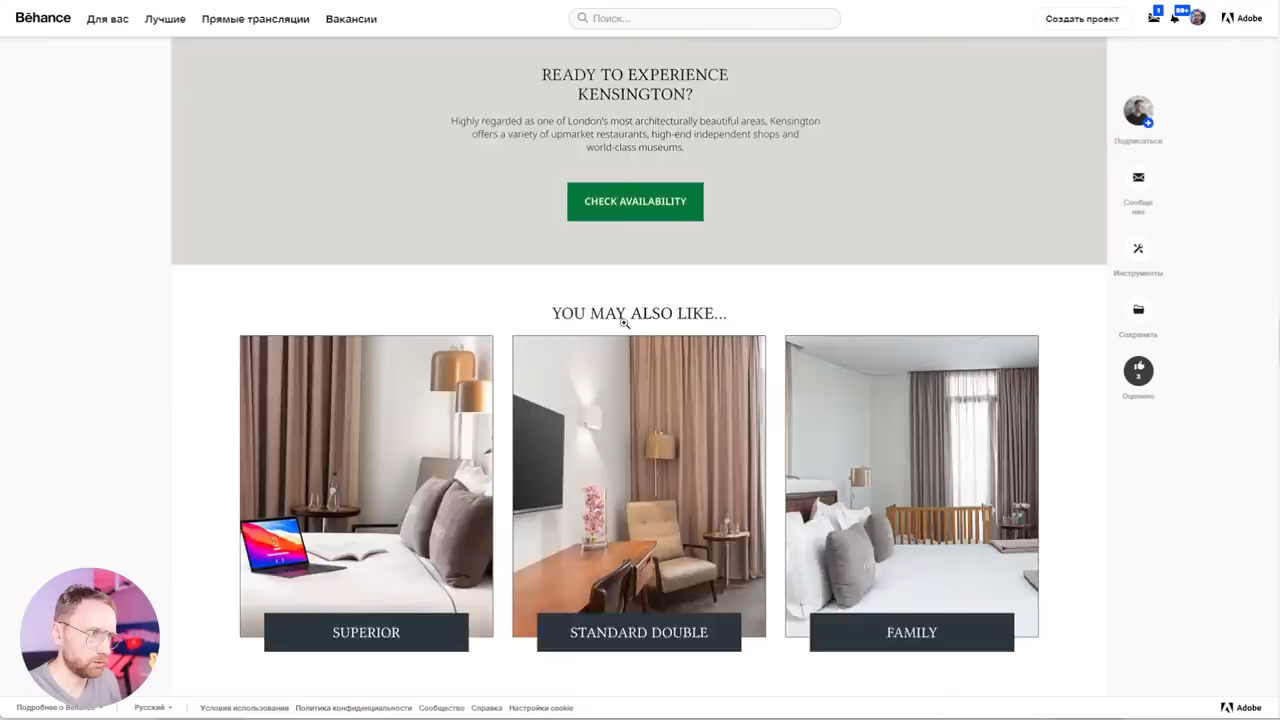 Bēhance Для вас Лучшие Прямые трансляции Вакансии Поиск... Создать проект 1 99+ Adobe
READY TO EXPERIENCE
KENSINGTON?
Highly regarded as one of London's most architecturally beautiful areas, Kensington
offers a variety of upmarket restaurants, high-end independent shops and
world-class museums.
CHECK AVAILABILITY
Подписаться
Сообще
ние
Инструменты
Сохранить
3
Оценено
YOU MAY ALSO LIKE...
SUPERIOR
STANDARD DOUBLE
FAMILY
Подробнее о Behance Русский Условия использования Политика конфиденциальности Сообщество Справка Настройки cookie Adobe